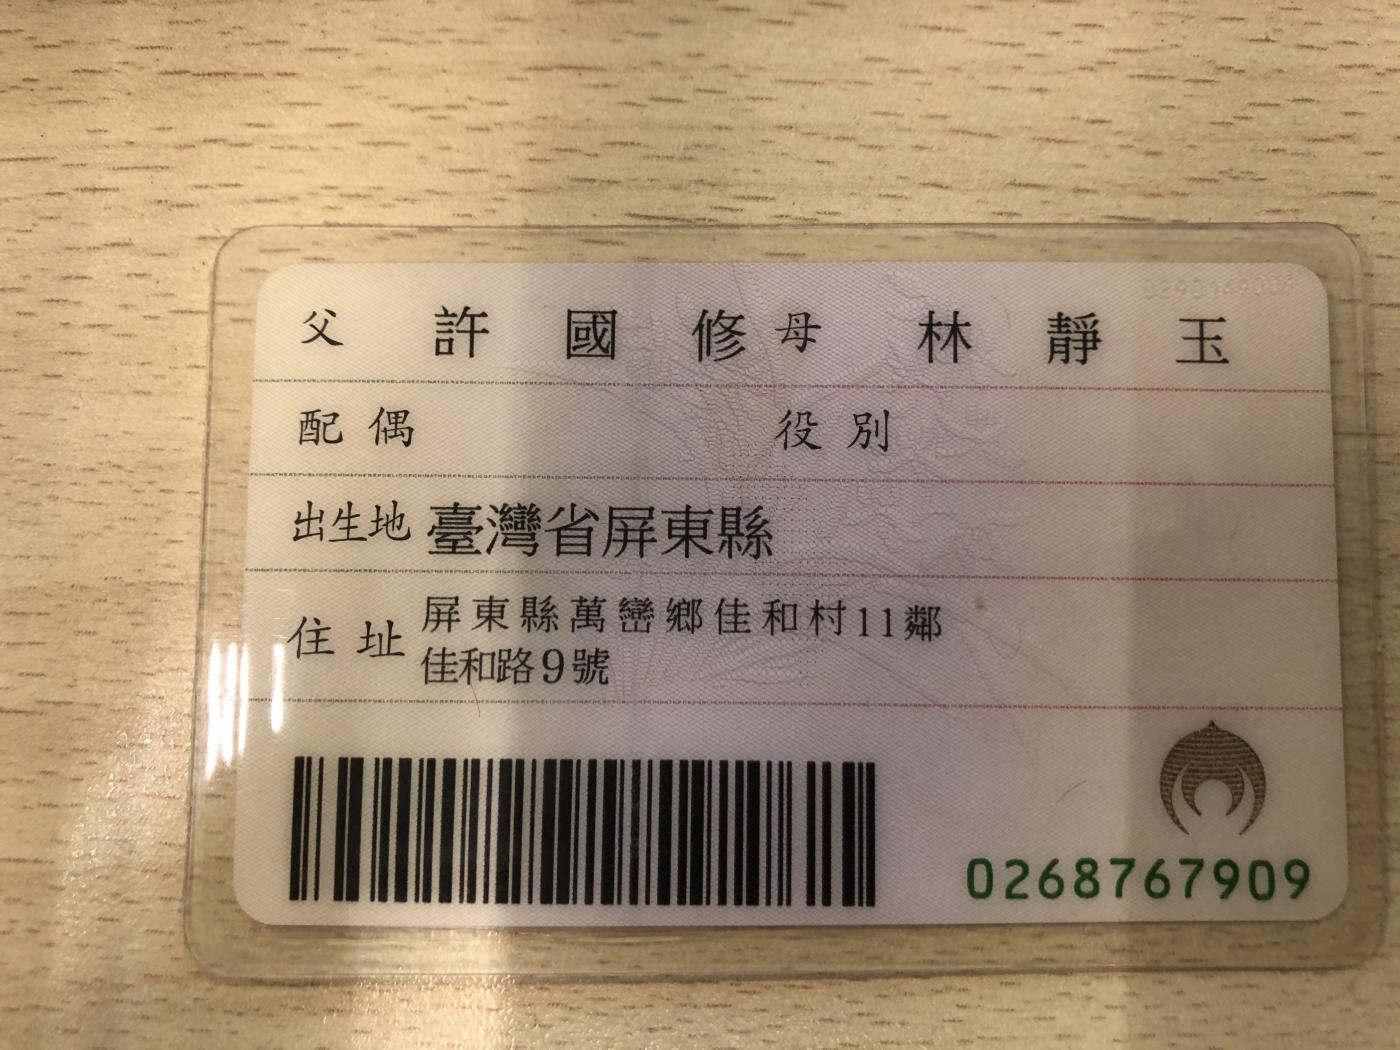 父 許國修 母 林靜玉
配偶 役別
出生地 臺灣省屏東縣
住址 屏東縣萬巒鄉佳和村11鄰
佳和路9號
0268767909